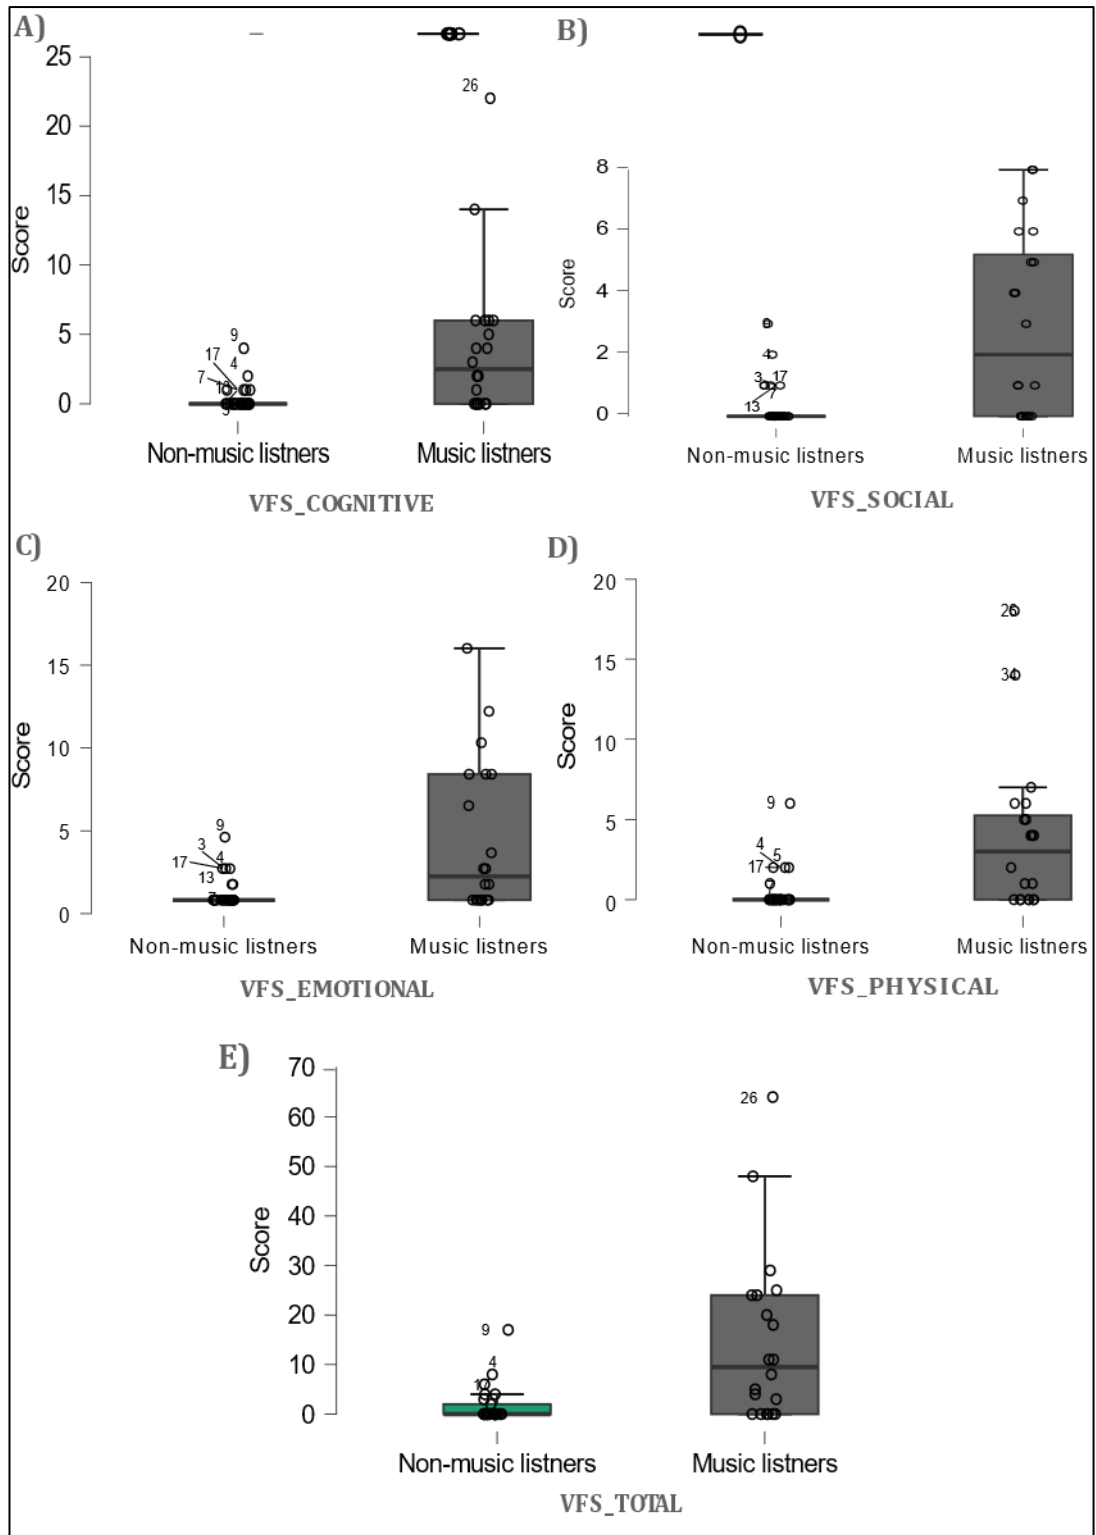 A)
B)
25
20
15
10
5
0
Score
26
9
17
4
7
Non-music listners
Music listners
VFS_COGNITIVE
8
6
4
2
0
Score
4
3
17
7
13
Non-music listners
Music listners
VFS_SOCIAL
C)
20
15
10
5
0
Score
9
3
4
17
13
Non-music listners
Music listners
VFS_EMOTIONAL
D)
20
15
10
5
0
Score
34
9
4
5
17
Non-music listners
Music listners
VFS_PHYSICAL
E)
70
60
50
40
30
20
10
0
Score
26
9
4
Non-music listners
Music listners
VFS_TOTAL